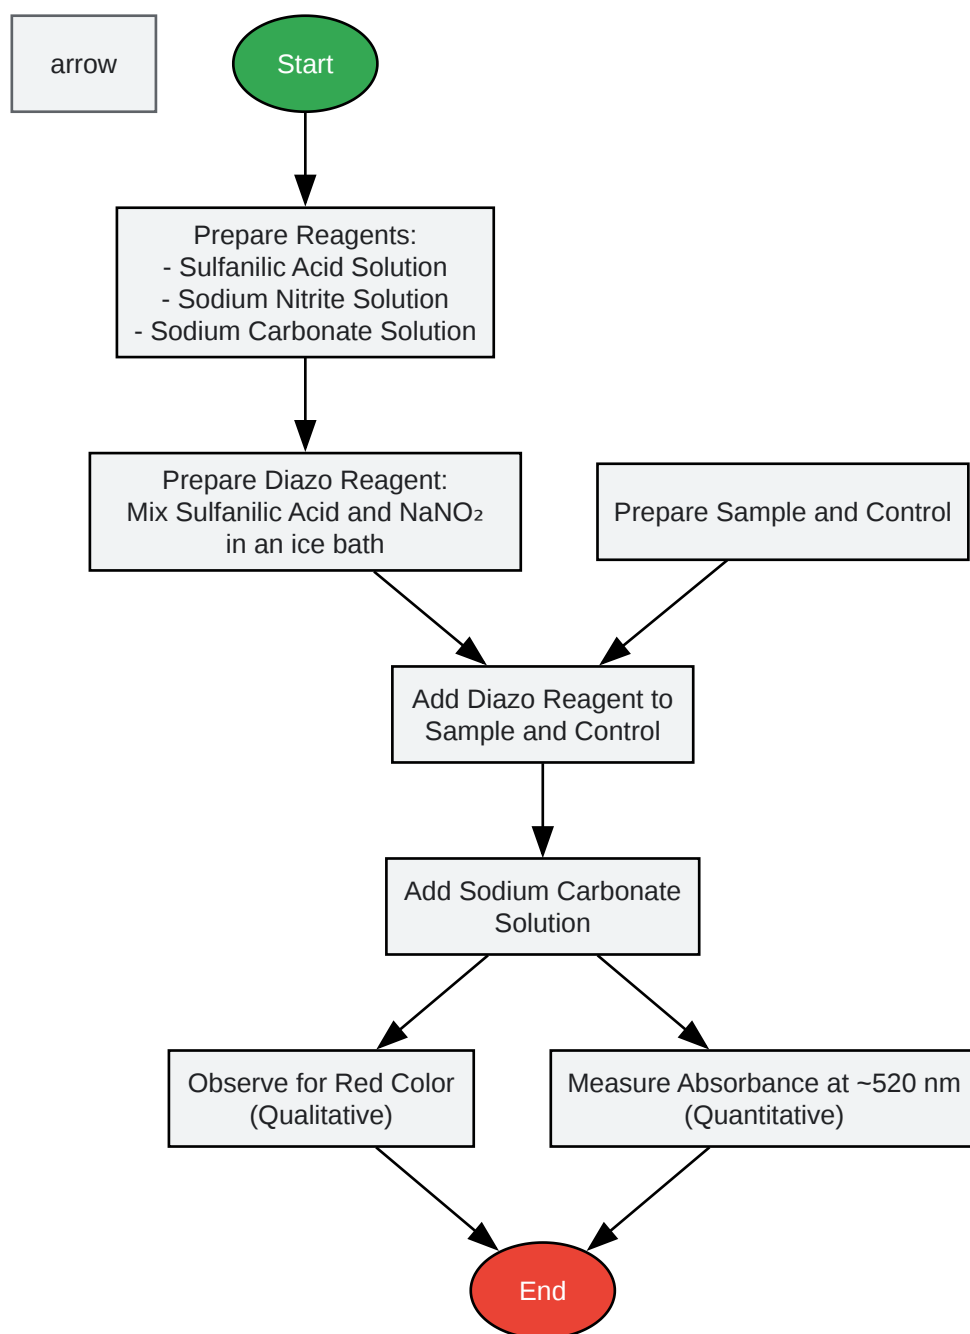 arrow
Start
Prepare Reagents:
- Sulfanilic Acid Solution
- Sodium Nitrite Solution
- Sodium Carbonate Solution
Prepare Diazo Reagent:
Mix Sulfanilic Acid and NaNO₂
in an ice bath
Prepare Sample and Control
Add Diazo Reagent to
Sample and Control
Add Sodium Carbonate
Solution
Observe for Red Color
(Qualitative)
Measure Absorbance at ~520 nm
(Quantitative)
End